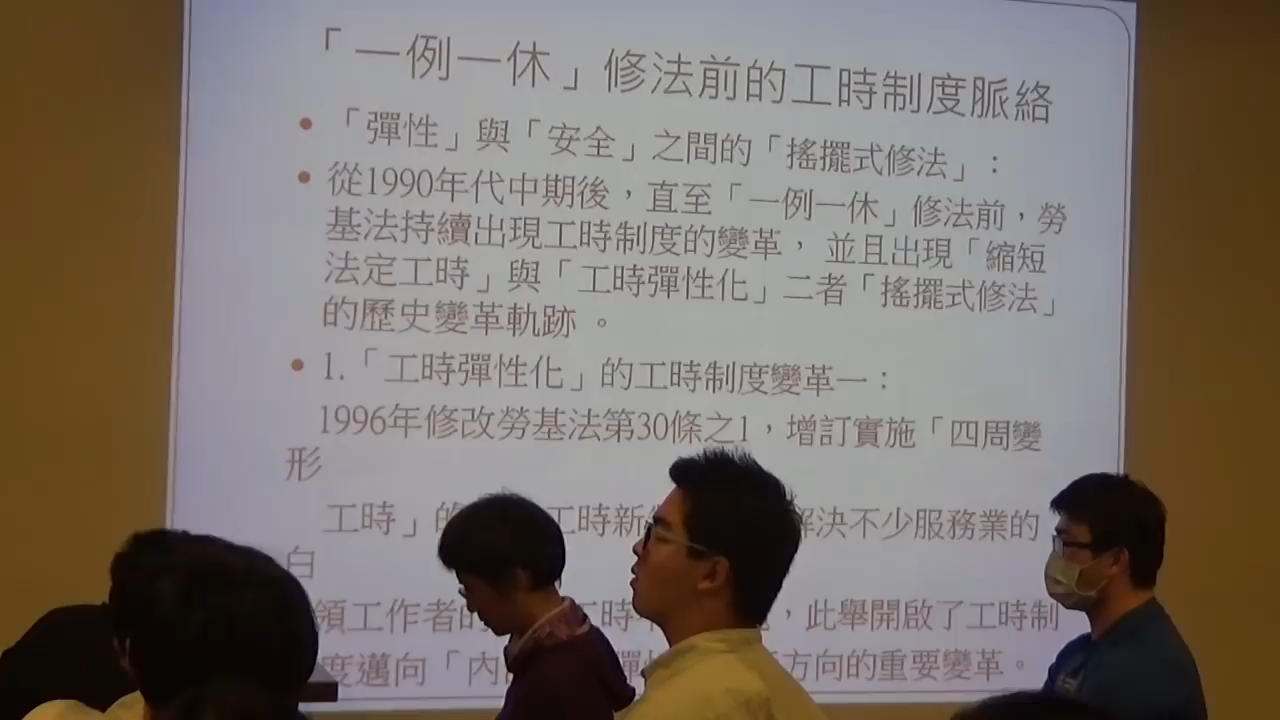 「一例一休」修法前的工時制度脈絡
• 「彈性」與「安全」之間的「搖擺式修法」：
• 從1990年代中期後，直至「一例一休」修法前，勞
基法持續出現工時制度的變革， 並且出現「縮短
法定工時」與「工時彈性化」二者「搖擺式修法」
的歷史變革軌跡 。
• 1.「工時彈性化」的工時制度變革一：
1996年修改勞基法第30條之1，增訂實施「四周變
形
工時」的 工時新 解決不少服務業的
白
領工作者的 工時 ，此舉開啟了工時制
度邁向「內 彈 方向的重要變革。